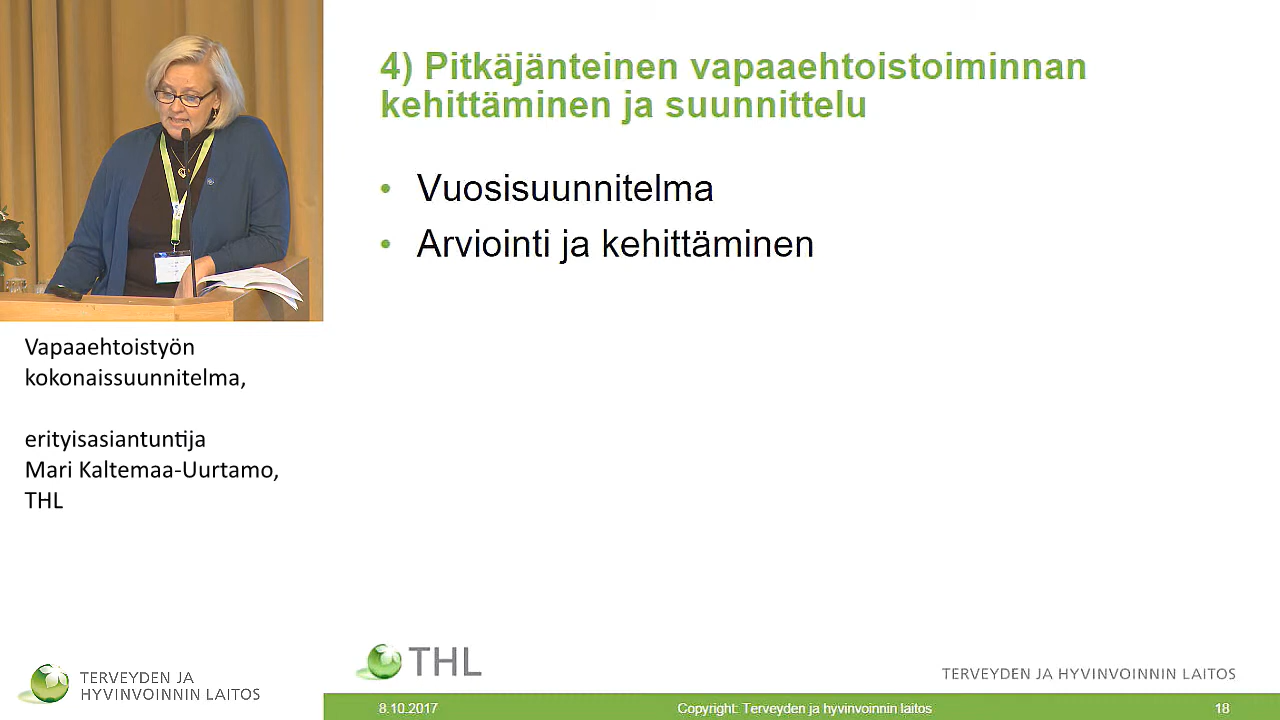 4) Pitkäjänteinen vapaaehtoistoiminnan
kehittäminen ja suunnittelu
• Vuosisuunnitelma
• Arviointi ja kehittäminen
Vapaaehtoistyön
kokonaissuunnitelma,
erityisasiantuntija
Mari Kaltemaa-Uurtamo,
THL
TERVEYDEN JA
HYVINVOINNIN LAITOS
THL
TERVEYDEN JA HYVINVOINNIN LAITOS
8.10.2017
Copyright: Terveyden ja hyvinvoinnin laitos
18